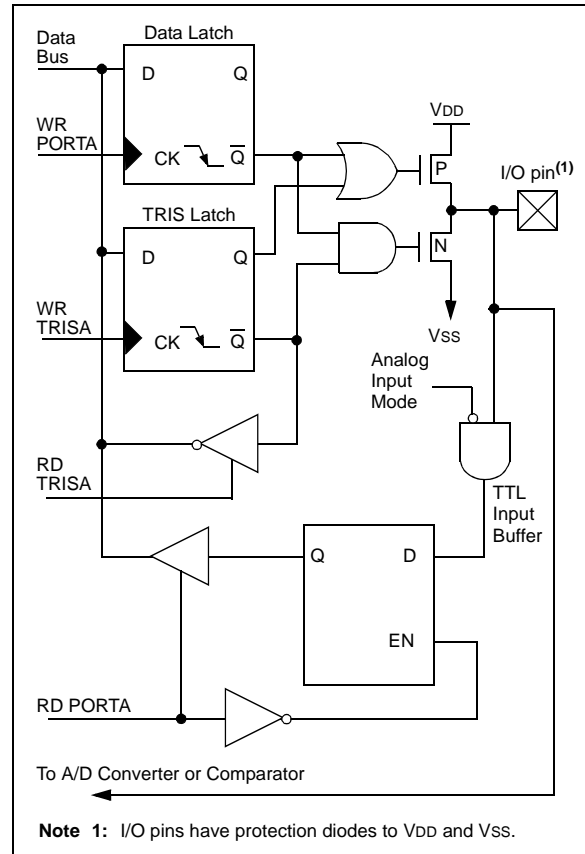 Data
Bus
Data Latch
D Q
WR
PORTA
CK Q
VDD
P
I/O pin(1)
TRIS Latch
D Q
N
WR
TRISA
CK Q
VSS
Analog
Input
Mode
RD
TRISA
TTL
Input
Buffer
Q D
EN
RD PORTA
To A/D Converter or Comparator
Note 1: I/O pins have protection diodes to VDD and VSS.